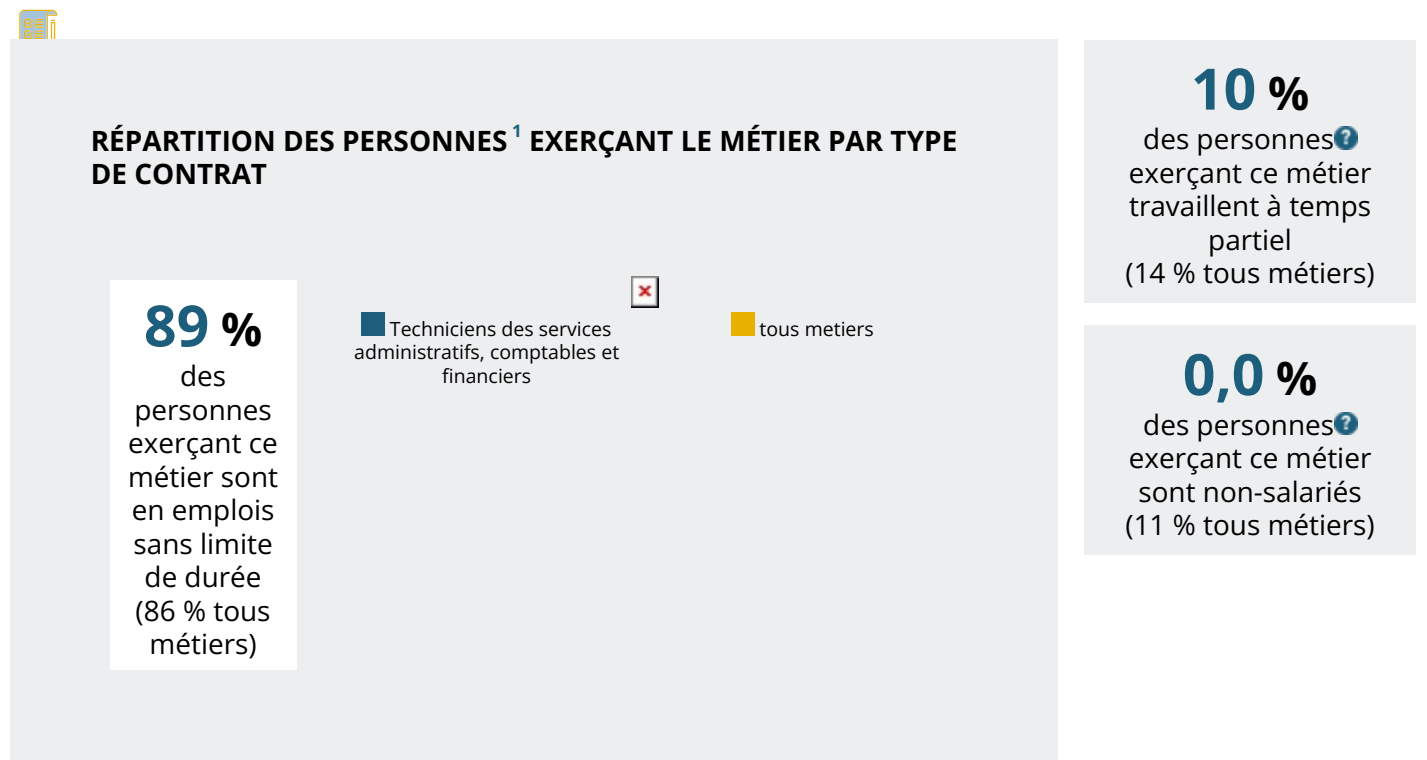 RÉPARTITION DES PERSONNES 1 EXERÇANT LE MÉTIER PAR TYPE
DE CONTRAT
89 %
des
personnes
exerçant ce
métier sont
en emplois
sans limite
de durée
(86 % tous
métiers)
Techniciens des services
administratifs, comptables et
financiers
tous metiers
10 %
des personnes?
exerçant ce métier
travaillent à temps
partiel
(14 % tous métiers)
0,0 %
des personnes?
exerçant ce métier
sont non-salariés
(11 % tous métiers)